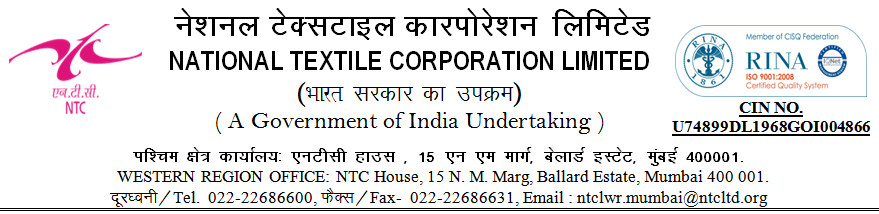 नेशनल टेक्सटाइल कारपोरेशन लिमिटेड
NATIONAL TEXTILE CORPORATION LIMITED
(भारत सरकार का उपक्रम)
( A Government of India Undertaking )
एन.टी.सी.
NTC
Member of CISQ Federation
RINA
1861
RINA
ISO 9001:2008
Certified Quality System
IQNet
CIN NO.
U74899DL1968GOI004866
पश्चिम क्षेत्र कार्यालयः एनटीसी हाउस , 15 एन एम मार्ग, बेलार्ड इस्टेट, मुंबई 400001.
WESTERN REGION OFFICE: NTC House, 15 N. M. Marg, Ballard Estate, Mumbai 400 001.
दूरध्वनी/Tel. 022-22686600, फैक्स/Fax- 022-22686631, Email : ntclwr.mumbai@ntcltd.org